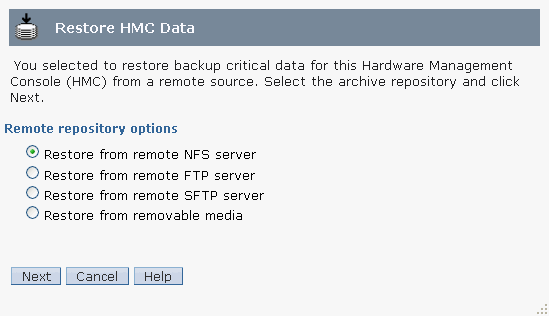 Restore HMC Data
You selected to restore backup critical data for this Hardware Management
Console (HMC) from a remote source. Select the archive repository and click
Next.
Remote repository options
Restore from remote NFS server
Restore from remote FTP server
Restore from remote SFTP server
Restore from removable media
Next Cancel Help